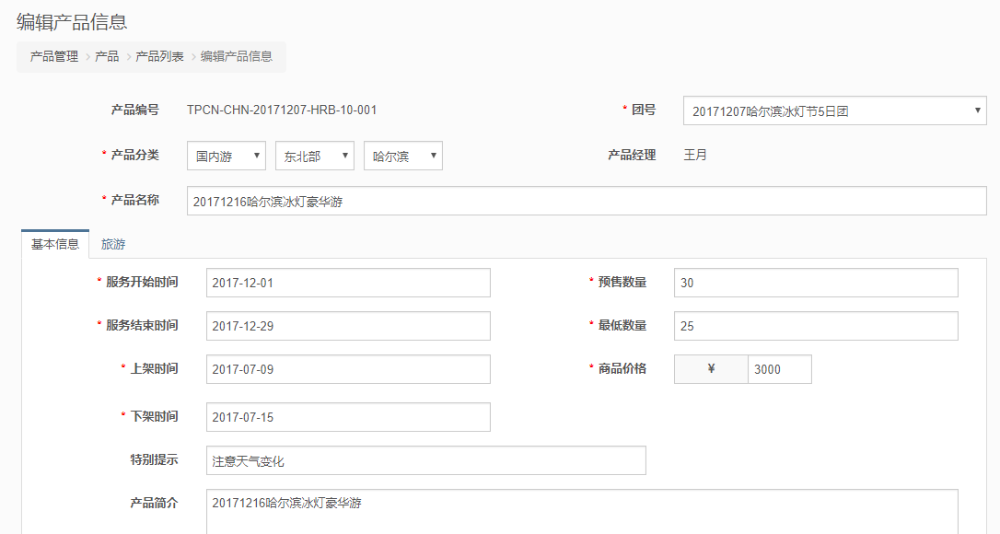 编辑产品信息
产品管理 > 产品 > 产品列表 > 编辑产品信息
产品编号 TPCN-CHN-20171207-HRB-10-001 * 团号 20171207哈尔滨冰灯节5日团
* 产品分类 国内游 东北部 哈尔滨 产品经理 王月
* 产品名称 20171216哈尔滨冰灯豪华游
基本信息 旅游
* 服务开始时间 2017-12-01 * 预售数量 30
* 服务结束时间 2017-12-29 * 最低数量 25
* 上架时间 2017-07-09 * 商品价格 ¥ 3000
* 下架时间 2017-07-15
特别提示 注意天气变化
产品简介 20171216哈尔滨冰灯豪华游